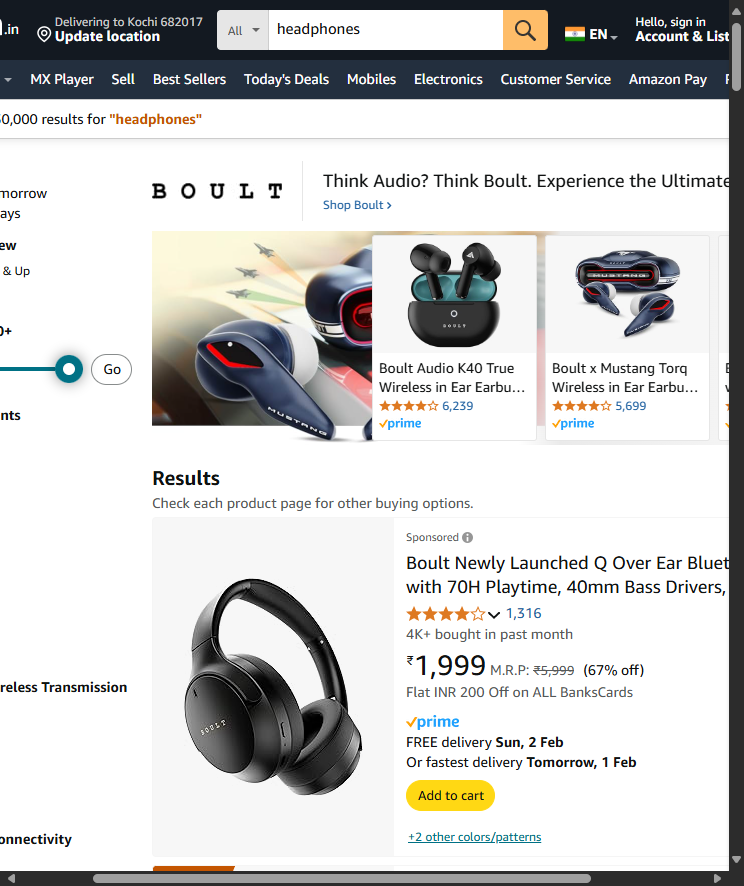 .in
Delivering to Kochi 682017
Update location
All
headphones
EN
Hello, sign in
Account & List
MX Player
Sell
Best Sellers
Today's Deals
Mobiles
Electronics
Customer Service
Amazon Pay
0,000 results for "headphones"
morrow
ays
ew
& Up
0+
Go
nts
reless Transmission
onnectivity
BOULT
Think Audio? Think Boult. Experience the Ultimate
Shop Boult ›
MUSTANG
BOULT
Boult Audio K40 True
Wireless in Ear Earbu…
6,239
prime
MUSTANG
Boult x Mustang Torq
Wireless in Ear Earbu…
5,699
prime
Results
Check each product page for other buying options.
BOULT
Sponsored
Boult Newly Launched Q Over Ear Bluet
with 70H Playtime, 40mm Bass Drivers,
1,316
4K+ bought in past month
₹1,999 M.R.P: ₹5,999 (67% off)
Flat INR 200 Off on ALL BanksCards
prime
FREE delivery Sun, 2 Feb
Or fastest delivery Tomorrow, 1 Feb
Add to cart
+2 other colors/patterns